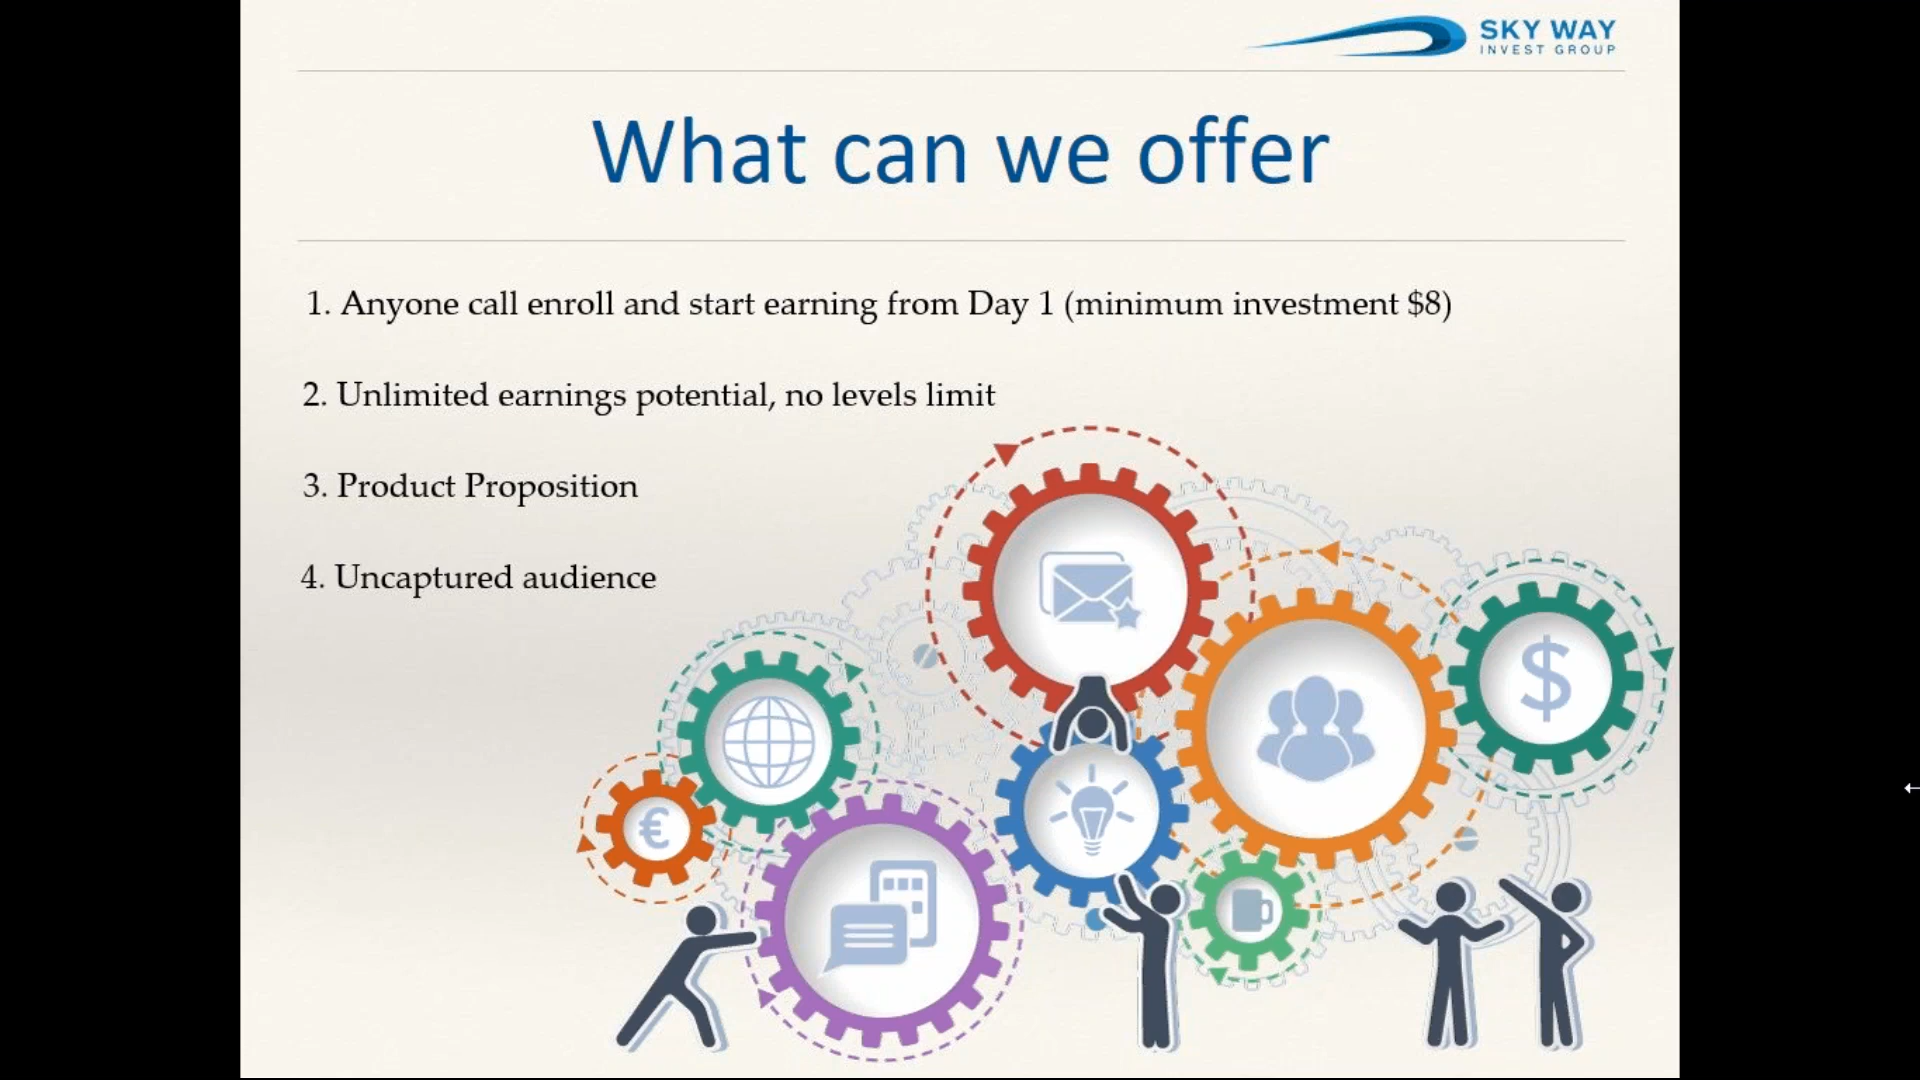 SKY WAY
INVEST GROUP
What can we offer
1. Anyone call enroll and start earning from Day 1 (minimum investment $8)
2. Unlimited earnings potential, no levels limit
3. Product Proposition
4. Uncaptured audience
€
$